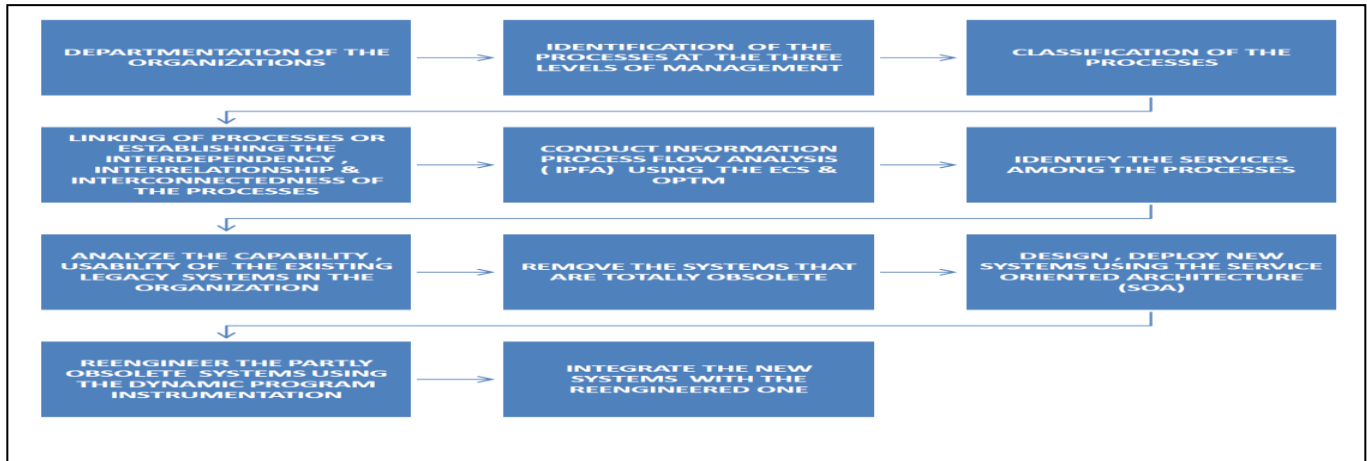 DEPARTMENTATION OF THE
ORGANIZATIONS
IDENTIFICATION OF THE
PROCESSES AT THE THREE
LEVELS OF MANAGEMENT
CLASSIFICATION OF THE
PROCESSES
LINKING OF PROCESSES OR
ESTABLISHING THE
INTERDEPENDENCY ,
INTERRELATIONSHIP &
INTERCONNECTEDNESS OF
THE PROCESSES
CONDUCT INFORMATION
PROCESS FLOW ANALYSIS
( IPFA) USING THE ECS &
OPTM
IDENTIFY THE SERVICES
AMONG THE PROCESSES
ANALYZE THE CAPABILITY ,
USABILITY OF THE EXISTING
LEGACY SYSTEMS IN THE
ORGANIZATION
REMOVE THE SYSTEMS THAT
ARE TOTALLY OBSOLETE
DESIGN , DEPLOY NEW
SYSTEMS USING THE SERVICE
ORIENTED ARCHITECTURE
(SOA)
REENGINEER THE PARTLY
OBSOLETE SYSTEMS USING
THE DYNAMIC PROGRAM
INSTRUMENTATION
INTEGRATE THE NEW
SYSTEMS WITH THE
REENGINEERED ONE